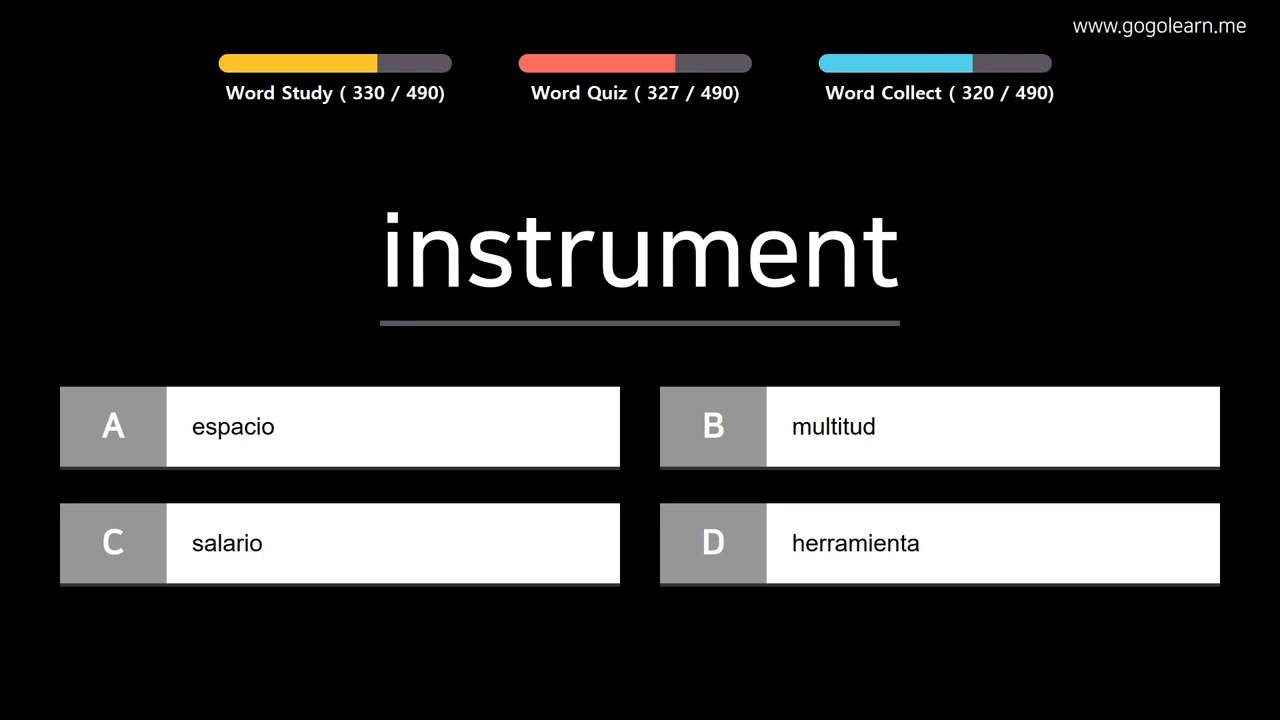 www.gogolearn.me
Word Study ( 330 / 490)
Word Quiz ( 327 / 490)
Word Collect ( 320 / 490)
instrument
A espacio
B multitud
C salario
D herramienta